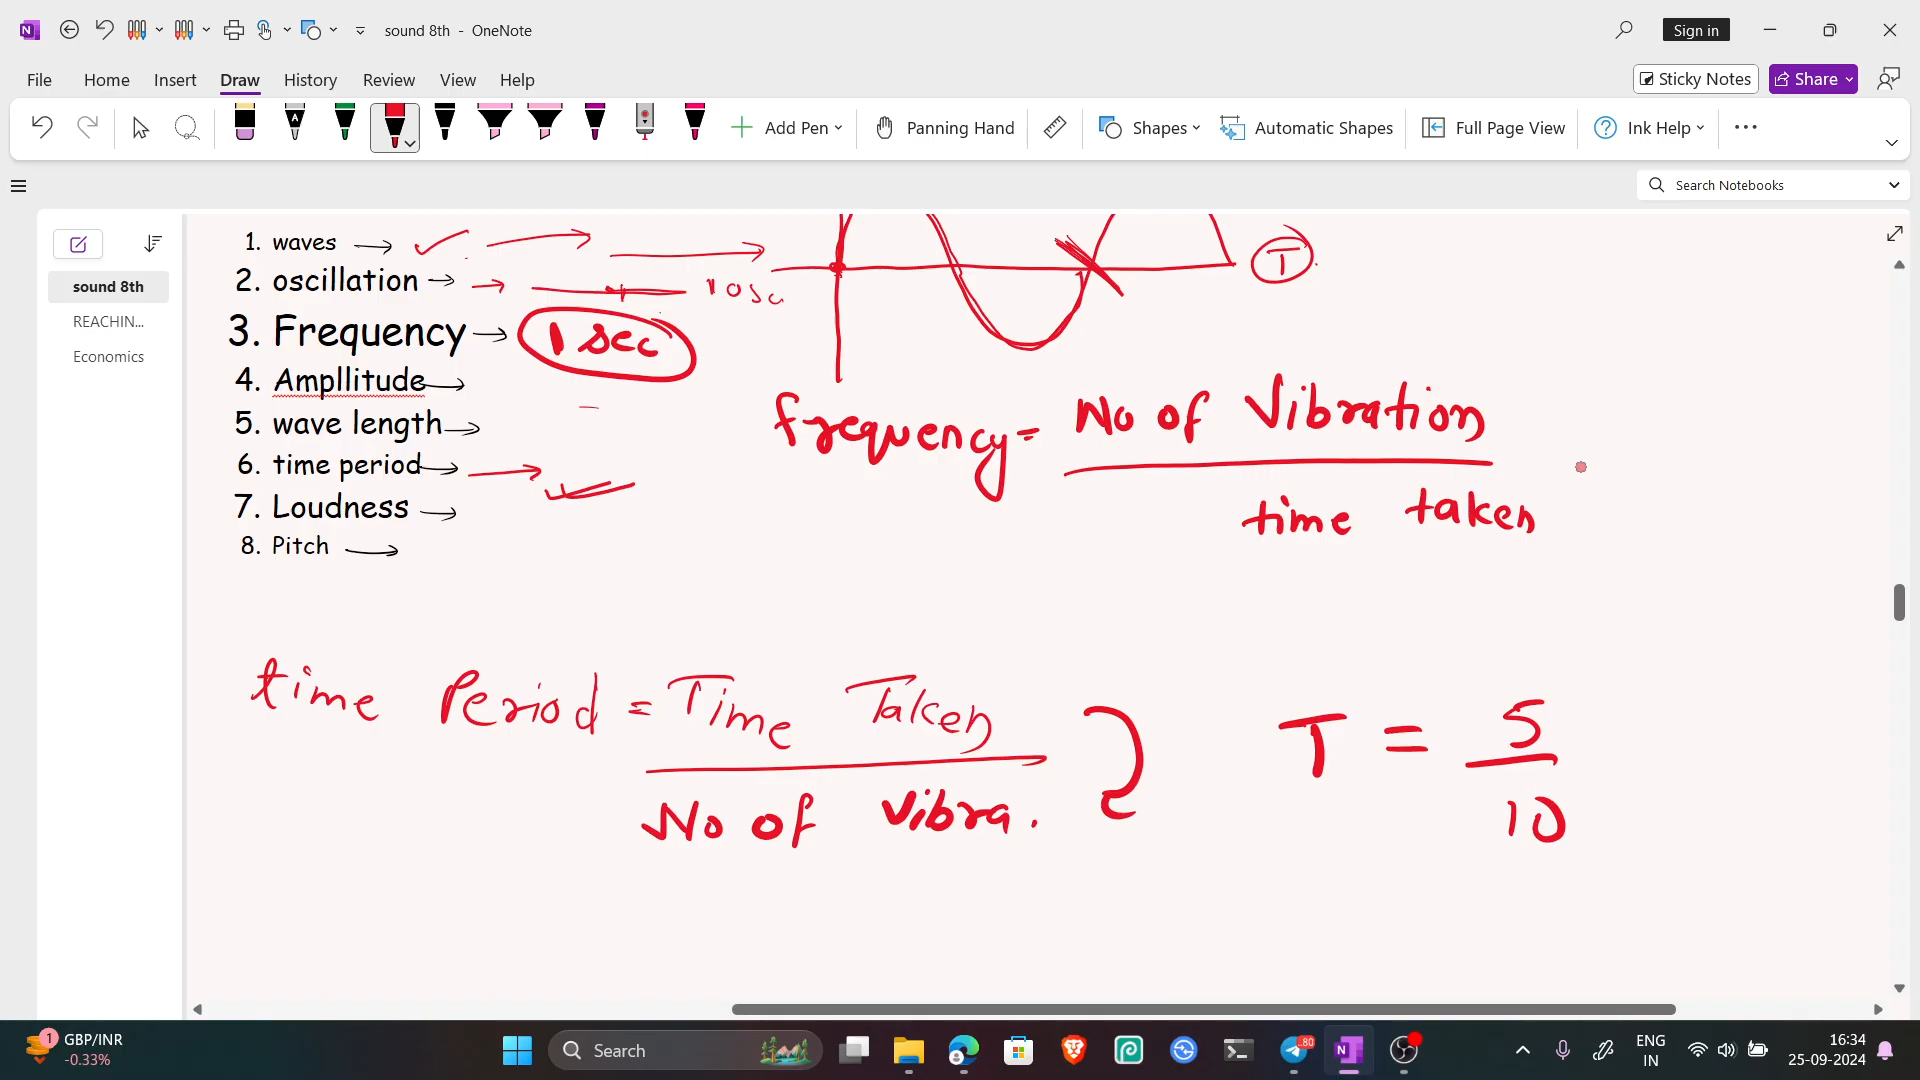 sound 8th - OneNote
Sign in
File Home Insert Draw History Review View Help
Sticky Notes Share
Add Pen Panning Hand Shapes Automatic Shapes Full Page View Ink Help
Search Notebooks
sound 8th
REACHIN...
Economics
1. waves
2. oscillation
3. Frequency
4. Ampllitude
5. wave length
6. time period
7. Loudness
8. Pitch
1 osc
1 sec
T
frequency = No of Vibration
time taken
time Period = Time Taken
No of Vibra.
T = 5
10
1 GBP/INR
-0.33%
Search
80
ENG
IN
16:34
25-09-2024